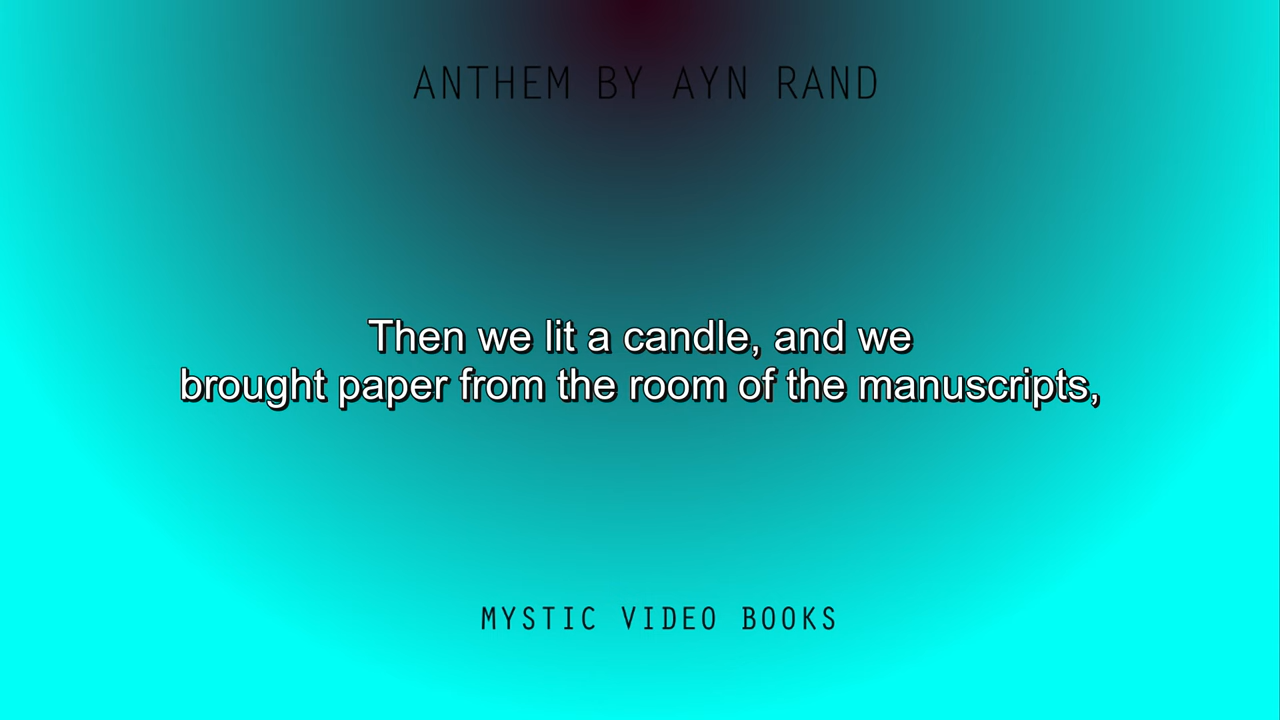 ANTHEM BY AYN RAND
Then we lit a candle, and we
brought paper from the room of the manuscripts,
MYSTIC VIDEO BOOKS